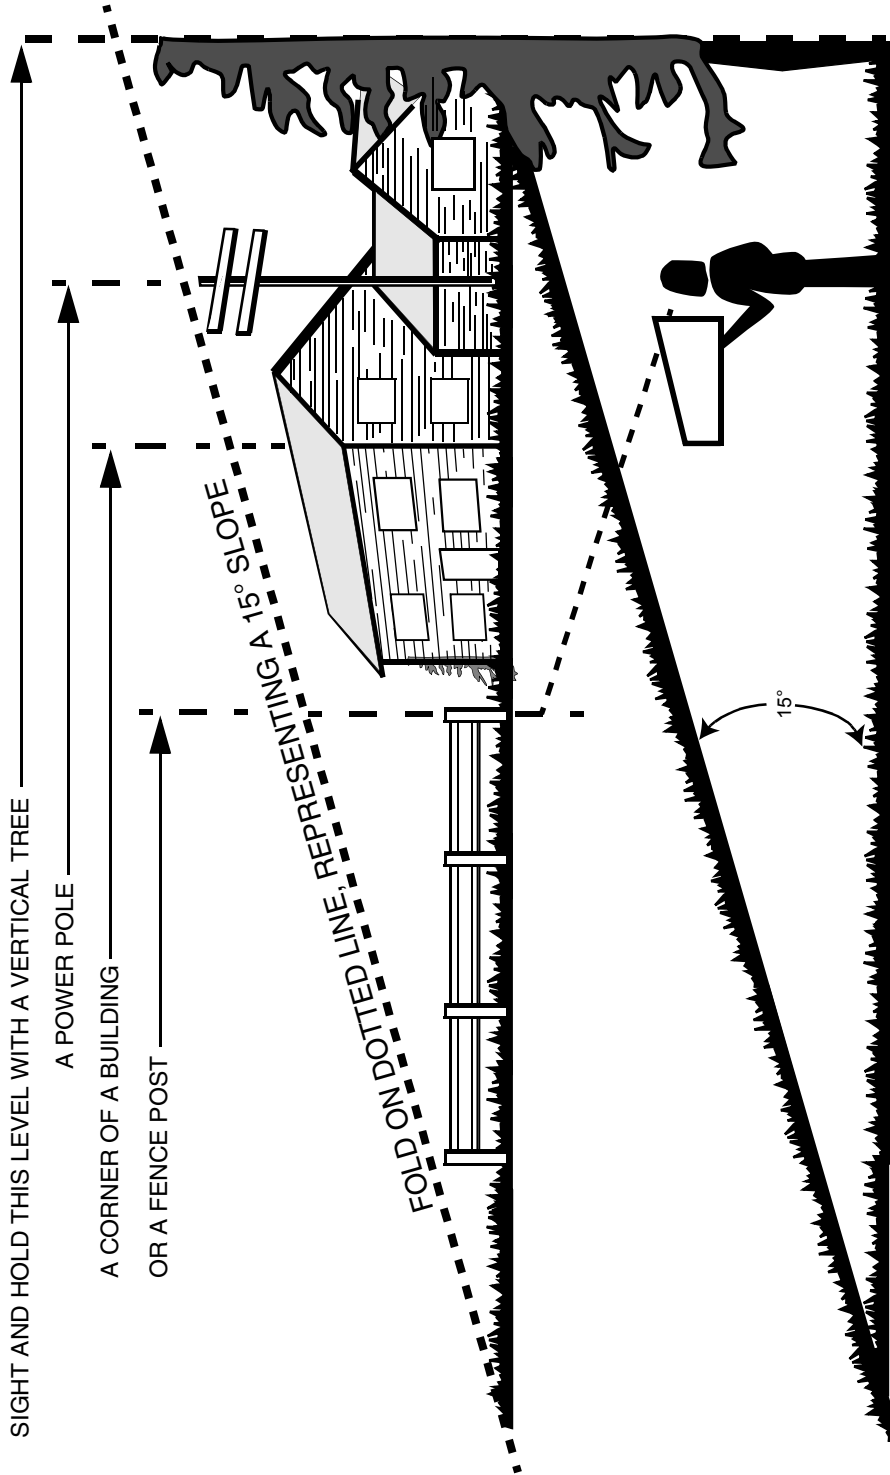 SIGHT AND HOLD THIS LEVEL WITH A VERTICAL TREE
A POWER POLE
A CORNER OF A BUILDING
OR A FENCE POST
FOLD ON DOTTED LINE, REPRESENTING A 15° SLOPE
15°